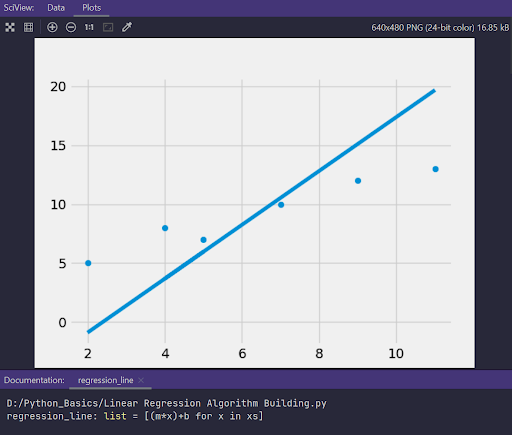 SciView: Data Plots
1:1 640x480 PNG (24-bit color) 16.85 kB
20
15
10
5
0
2 4 6 8 10
Documentation: regression_line
D:/Python_Basics/Linear Regression Algorithm Building.py
regression_line: list = [(m*x)+b for x in xs]